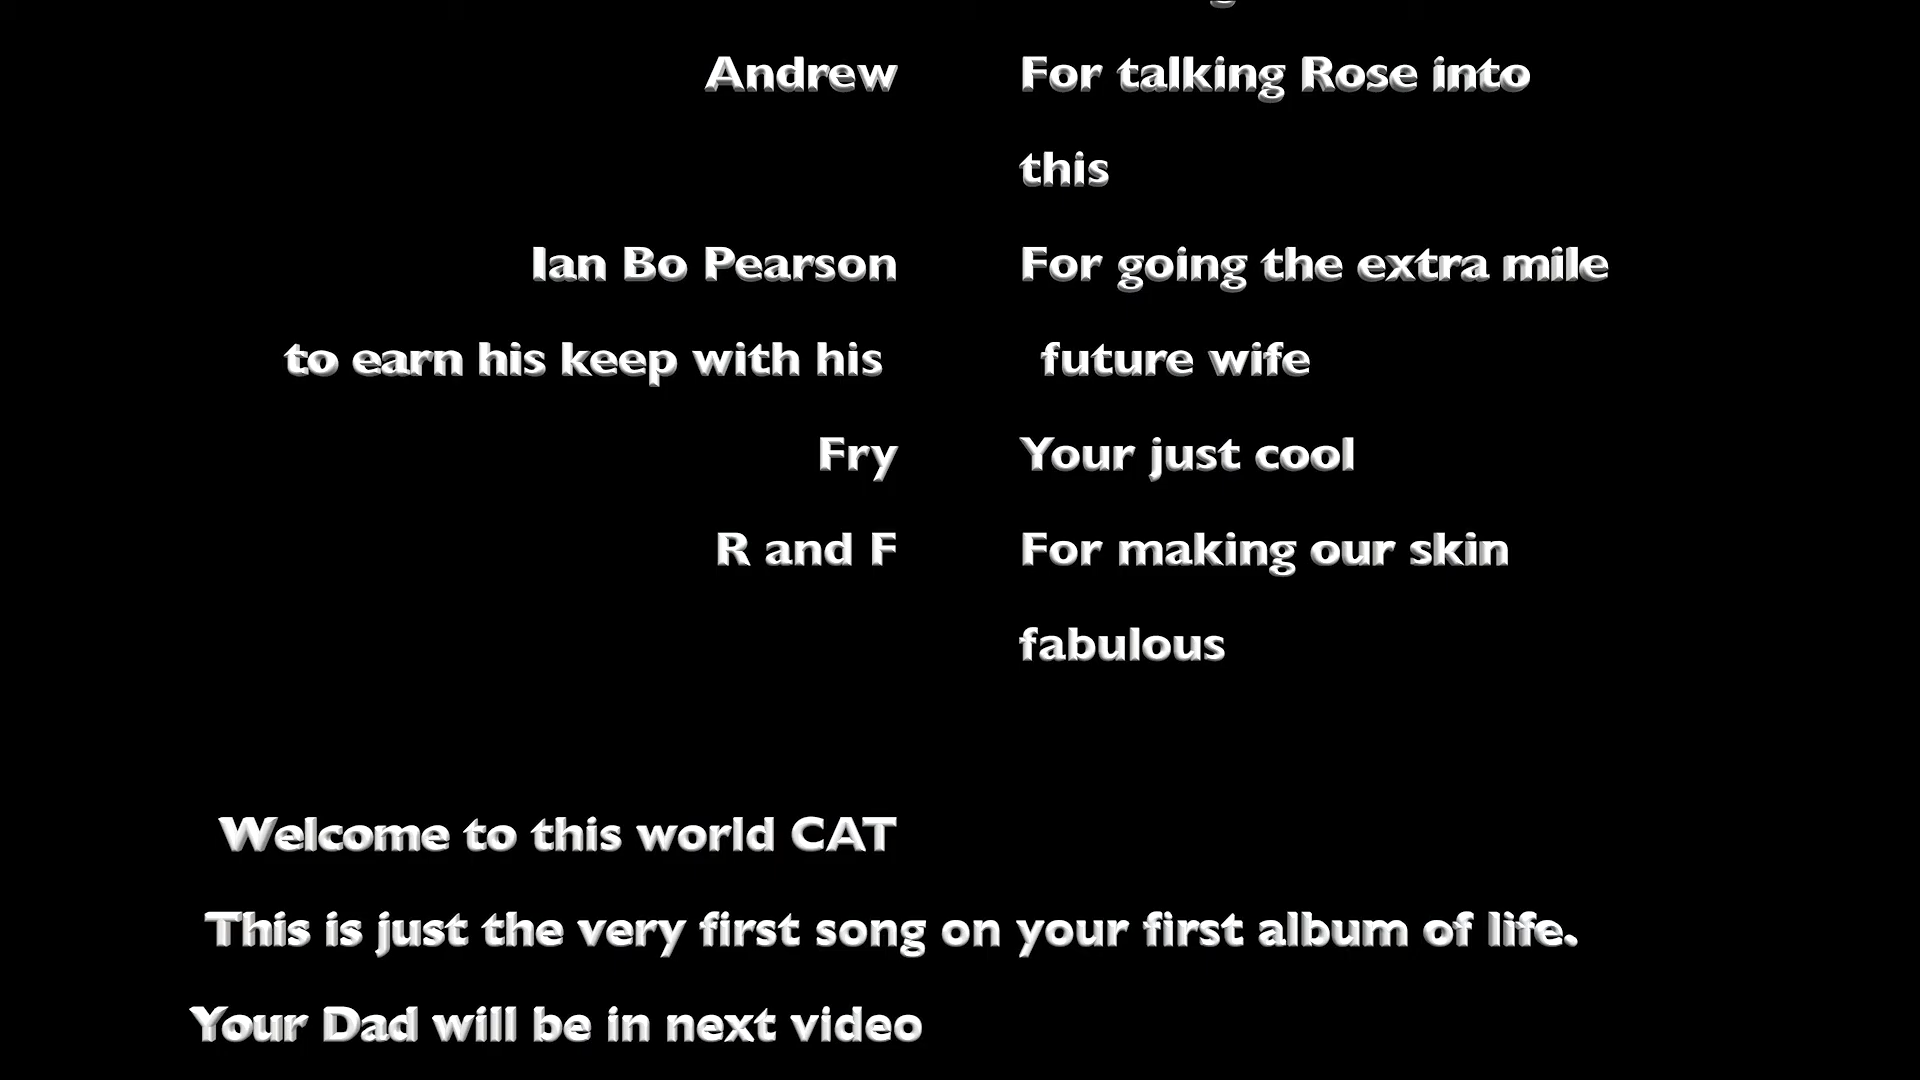 Andrew For talking Rose into
this
Ian Bo Pearson For going the extra mile
to earn his keep with his future wife
Fry Your just cool
R and F For making our skin
fabulous
Welcome to this world CAT
This is just the very first song on your first album of life.
Your Dad will be in next video